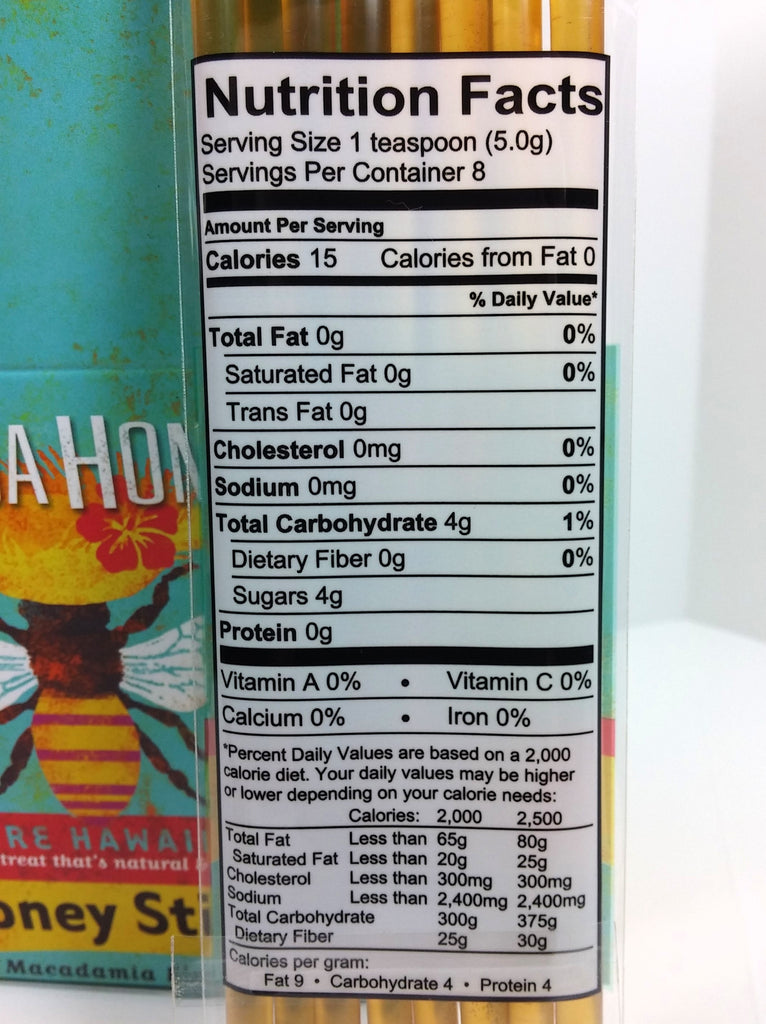 Nutrition Facts
Serving Size 1 teaspoon (5.0g)
Servings Per Container 8
Amount Per Serving
Calories 15 Calories from Fat 0
% Daily Value*
Total Fat 0g 0%
Saturated Fat 0g 0%
Trans Fat 0g
Cholesterol 0mg 0%
Sodium 0mg 0%
Total Carbohydrate 4g 1%
Dietary Fiber 0g 0%
Sugars 4g
Protein 0g
Vitamin A 0% • Vitamin C 0%
Calcium 0% • Iron 0%
*Percent Daily Values are based on a 2,000
calorie diet. Your daily values may be higher
or lower depending on your calorie needs:
Calories: 2,000 2,500
Total Fat Less than 65g 80g
Saturated Fat Less than 20g 25g
Cholesterol Less than 300mg 300mg
Sodium Less than 2,400mg 2,400mg
Total Carbohydrate 300g 375g
Dietary Fiber 25g 30g
Calories per gram:
Fat 9 • Carbohydrate 4 • Protein 4
A HON
RE HAWAI
treat that's natural
oney Sti
Macadamia